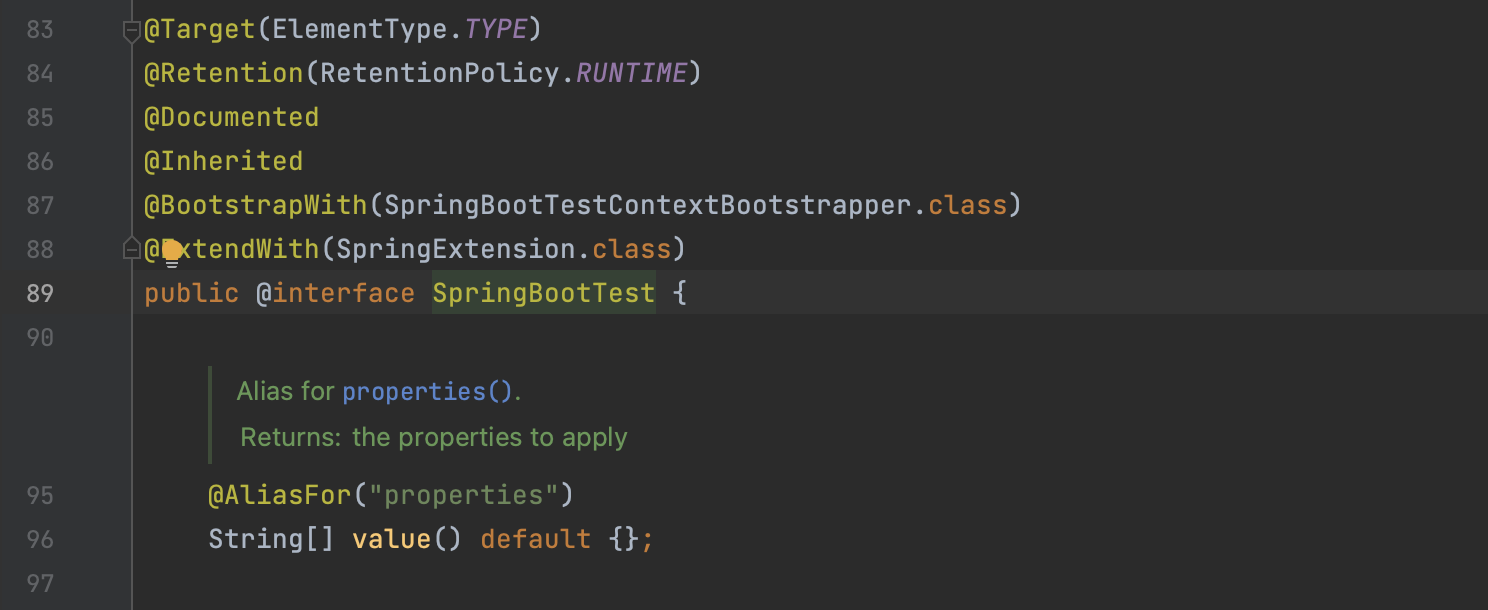 83 @Target(ElementType.TYPE)
84 @Retention(RetentionPolicy.RUNTIME)
85 @Documented
86 @Inherited
87 @BootstrapWith(SpringBootTestContextBootstrapper.class)
88 @ExtendWith(SpringExtension.class)
89 public @interface SpringBootTest {
90
Alias for properties().
Returns: the properties to apply
95 @AliasFor("properties")
96 String[] value() default {};
97